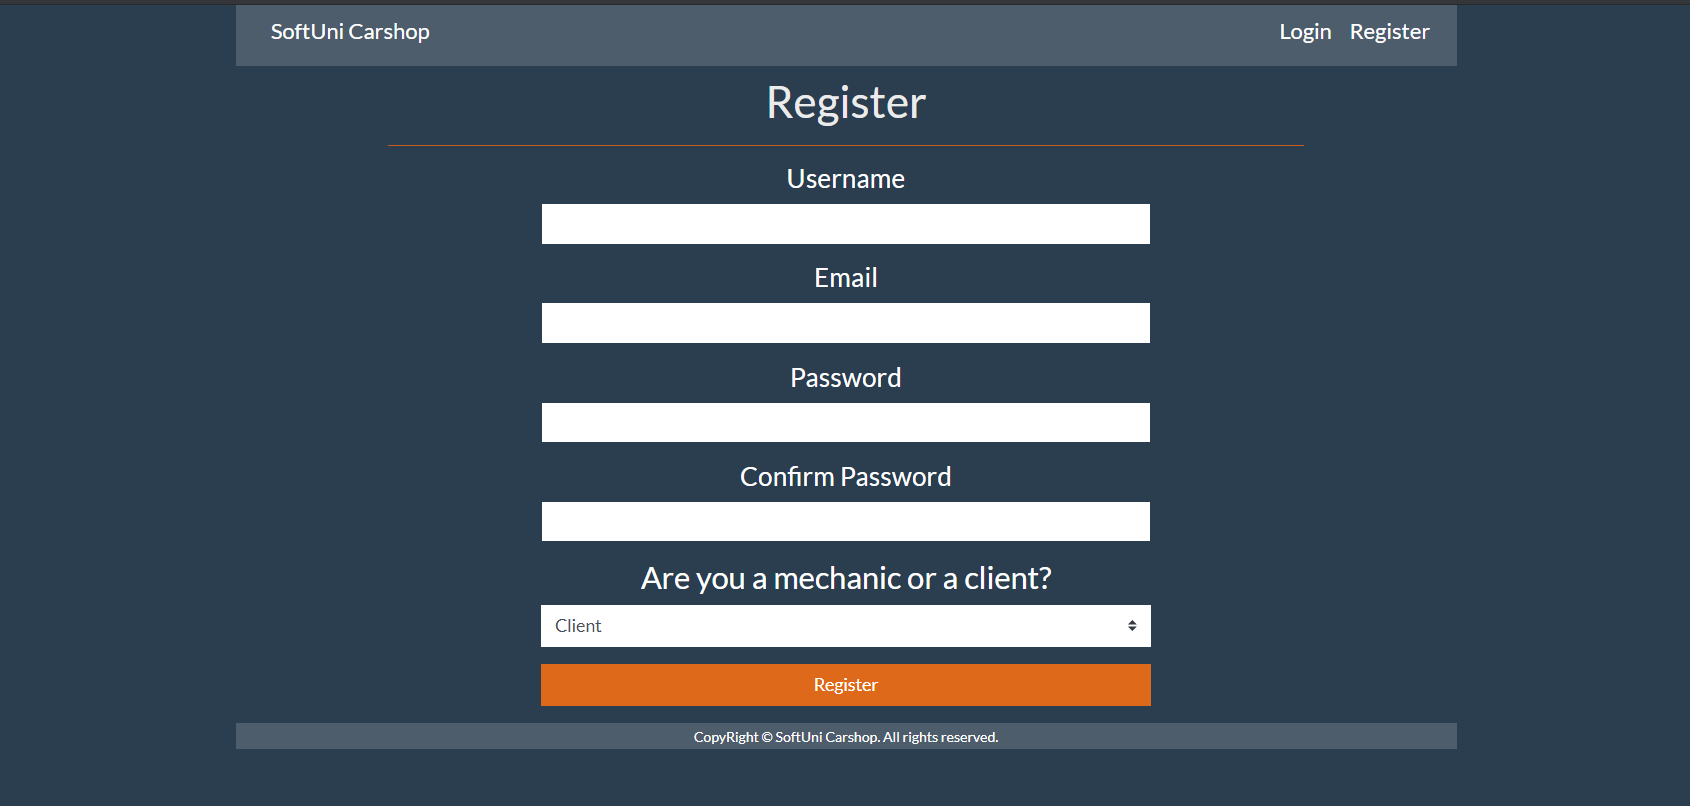 SoftUni Carshop
Login Register
Register
Username
Email
Password
Confirm Password
Are you a mechanic or a client?
Client
Register
CopyRight © SoftUni Carshop. All rights reserved.